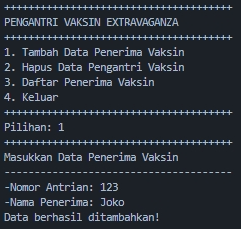 ++++++++++++++++++++++++++++++++++++++
PENGANTRI VAKSIN EXTRAVAGANZA
++++++++++++++++++++++++++++++++++++++
1. Tambah Data Penerima Vaksin
2. Hapus Data Pengantri Vaksin
3. Daftar Penerima Vaksin
4. Keluar
++++++++++++++++++++++++++++++++++++++
Pilihan: 1
++++++++++++++++++++++++++++++++++++++
Masukkan Data Penerima Vaksin
--------------------------------------
-Nomor Antrian: 123
-Nama Penerima: Joko
Data berhasil ditambahkan!